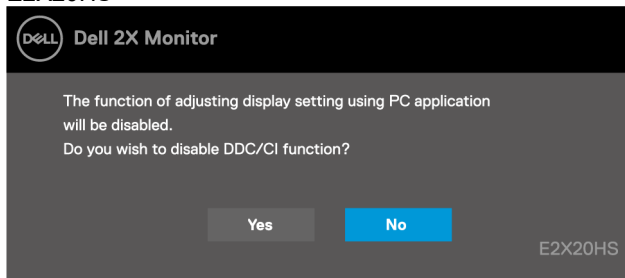 E2X20HS
DELL Dell 2X Monitor
The function of adjusting display setting using PC application
will be disabled.
Do you wish to disable DDC/CI function?
Yes No
E2X20HS